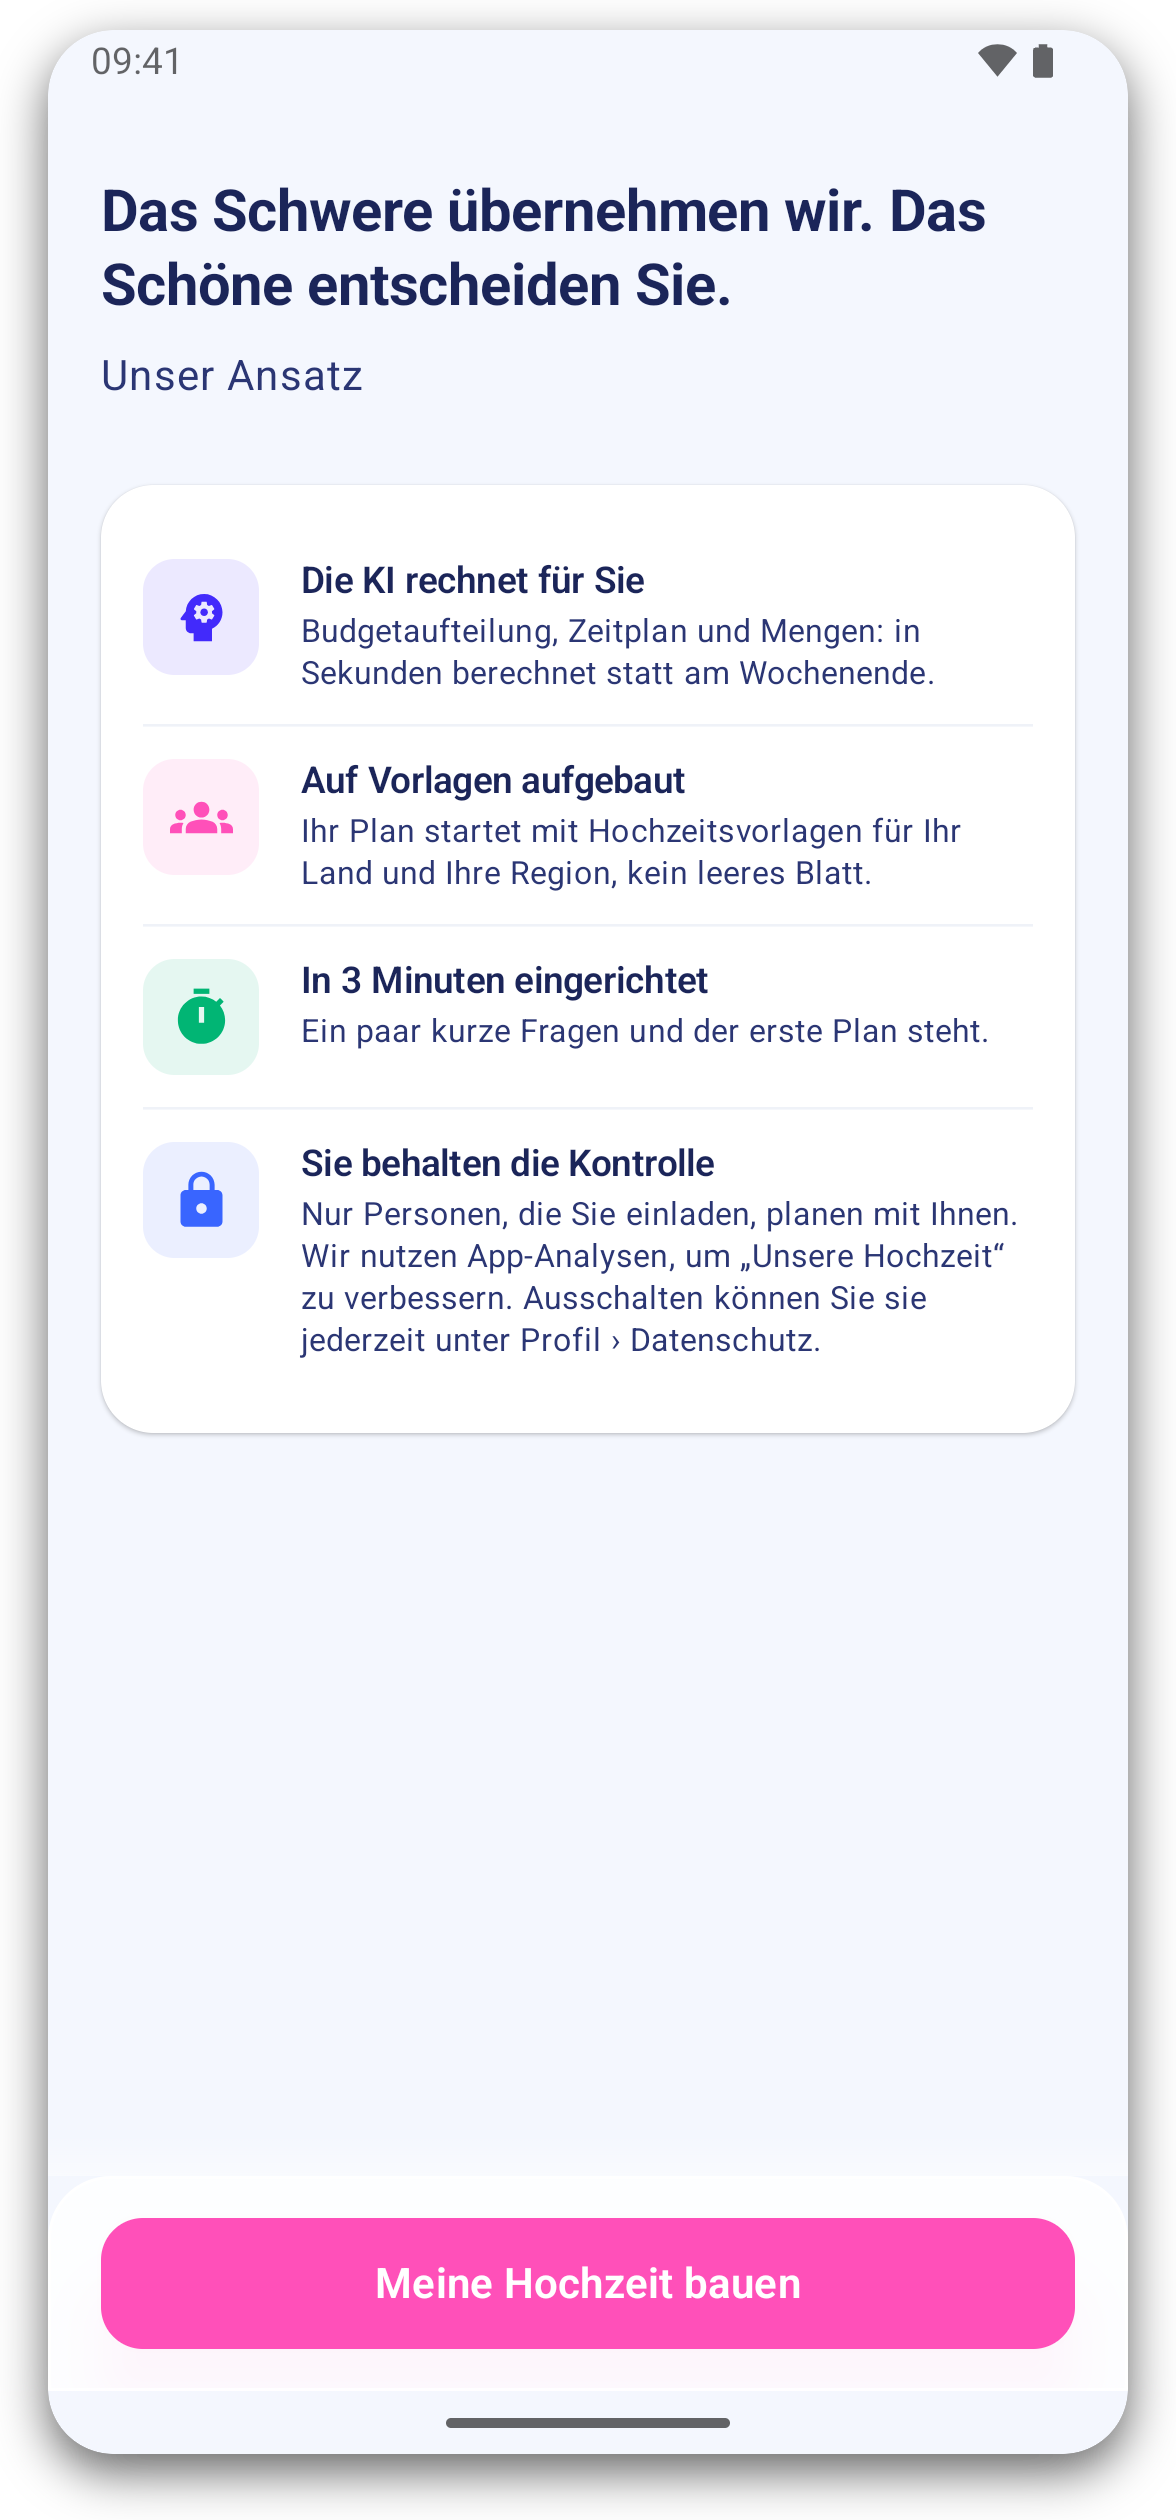 09:41
Das Schwere übernehmen wir. Das
Schöne entscheiden Sie.
Unser Ansatz
Die KI rechnet für Sie
Budgetaufteilung, Zeitplan und Mengen: in
Sekunden berechnet statt am Wochenende.
Auf Vorlagen aufgebaut
Ihr Plan startet mit Hochzeitsvorlagen für Ihr
Land und Ihre Region, kein leeres Blatt.
In 3 Minuten eingerichtet
Ein paar kurze Fragen und der erste Plan steht.
Sie behalten die Kontrolle
Nur Personen, die Sie einladen, planen mit Ihnen.
Wir nutzen App-Analysen, um „Unsere Hochzeit“
zu verbessern. Ausschalten können Sie sie
jederzeit unter Profil › Datenschutz.
Meine Hochzeit bauen